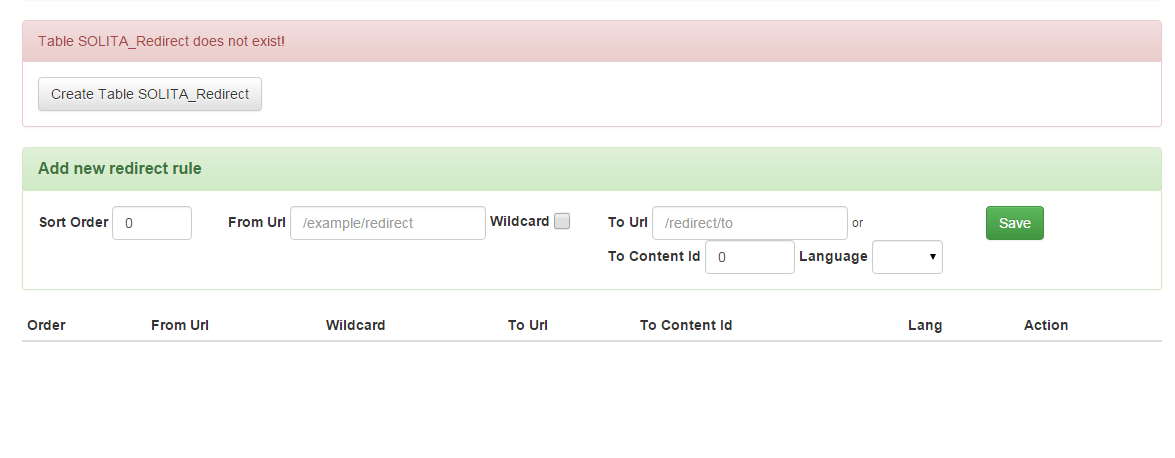 Table SOLITA_Redirect does not exist!
Create Table SOLITA_Redirect
Add new redirect rule
Sort Order 0 From Url /example/redirect Wildcard To Url /redirect/to or Save
To Content Id 0 Language
Order From Url Wildcard To Url To Content Id Lang Action